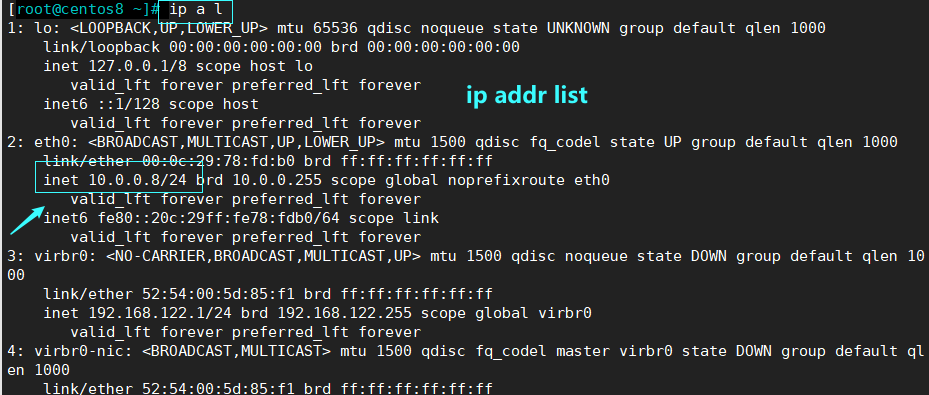 [root@centos8 ~]# ip a l
1: lo: <LOOPBACK,UP,LOWER_UP> mtu 65536 qdisc noqueue state UNKNOWN group default qlen 1000
    link/loopback 00:00:00:00:00:00 brd 00:00:00:00:00:00
    inet 127.0.0.1/8 scope host lo
       valid_lft forever preferred_lft forever
    inet6 ::1/128 scope host
       valid_lft forever preferred_lft forever
ip addr list
2: eth0: <BROADCAST,MULTICAST,UP,LOWER_UP> mtu 1500 qdisc fq_codel state UP group default qlen 1000
    link/ether 00:0c:29:78:fd:b0 brd ff:ff:ff:ff:ff:ff
    inet 10.0.0.8/24 brd 10.0.0.255 scope global noprefixroute eth0
       valid_lft forever preferred_lft forever
    inet6 fe80::20c:29ff:fe78:fdb0/64 scope link
       valid_lft forever preferred_lft forever
3: virbr0: <NO-CARRIER,BROADCAST,MULTICAST,UP> mtu 1500 qdisc noqueue state DOWN group default qlen 10
00
    link/ether 52:54:00:5d:85:f1 brd ff:ff:ff:ff:ff:ff
    inet 192.168.122.1/24 brd 192.168.122.255 scope global virbr0
       valid_lft forever preferred_lft forever
4: virbr0-nic: <BROADCAST,MULTICAST> mtu 1500 qdisc fq_codel master virbr0 state DOWN group default ql
en 1000
    link/ether 52:54:00:5d:85:f1 brd ff:ff:ff:ff:ff:ff